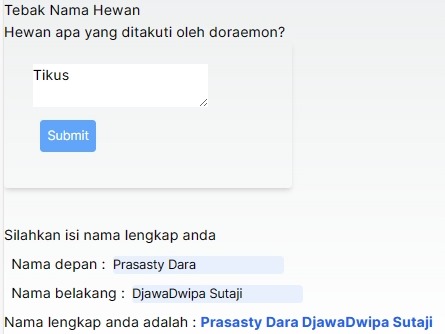 Tebak Nama Hewan
Hewan apa yang ditakuti oleh doraemon?
Tikus
Submit
Silahkan isi nama lengkap anda
Nama depan : Prasasty Dara
Nama belakang : DjawaDwipa Sutaji
Nama lengkap anda adalah : Prasasty Dara DjawaDwipa Sutaji